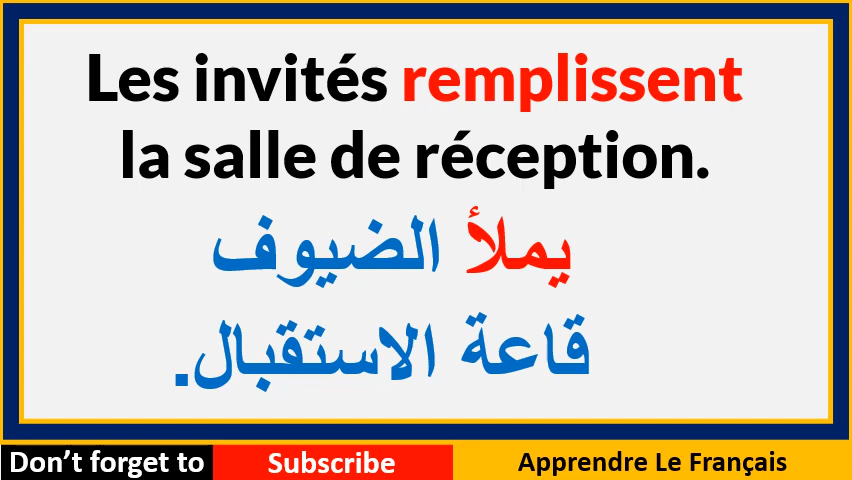 Les invités remplissent
la salle de réception.
يملأ الضيوف
قاعة الاستقبال.
Don't forget to Subscribe Apprendre Le Français